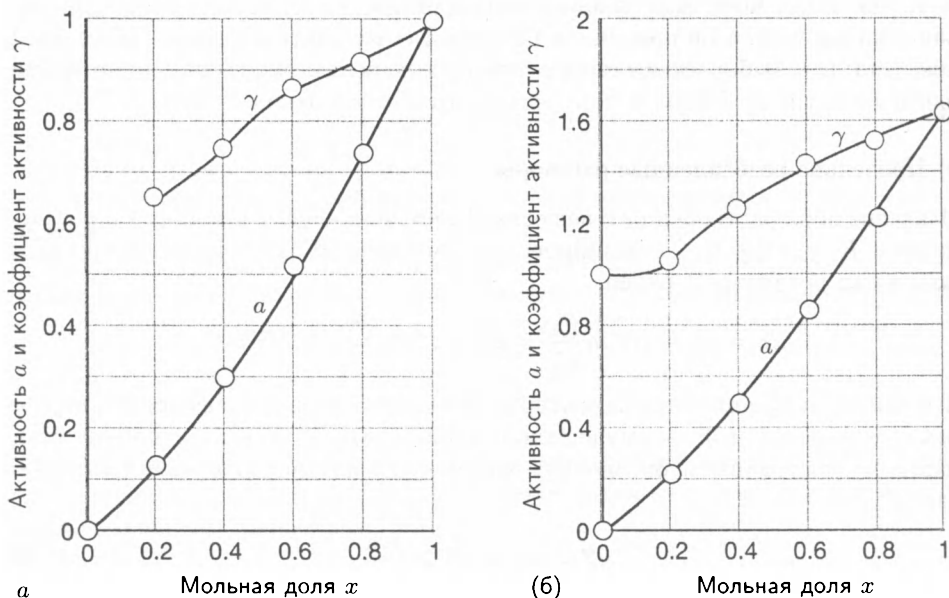 Активность a и коэффициент активности γ
1
0.8
0.6
0.4
0.2
0
γ
a
0 0.2 0.4 0.6 0.8 1
Мольная доля x
а
Активность a и коэффициент активности γ
2
1.6
1.2
0.8
0.4
0
γ
a
0 0.2 0.4 0.6 0.8 1
Мольная доля x
(б)